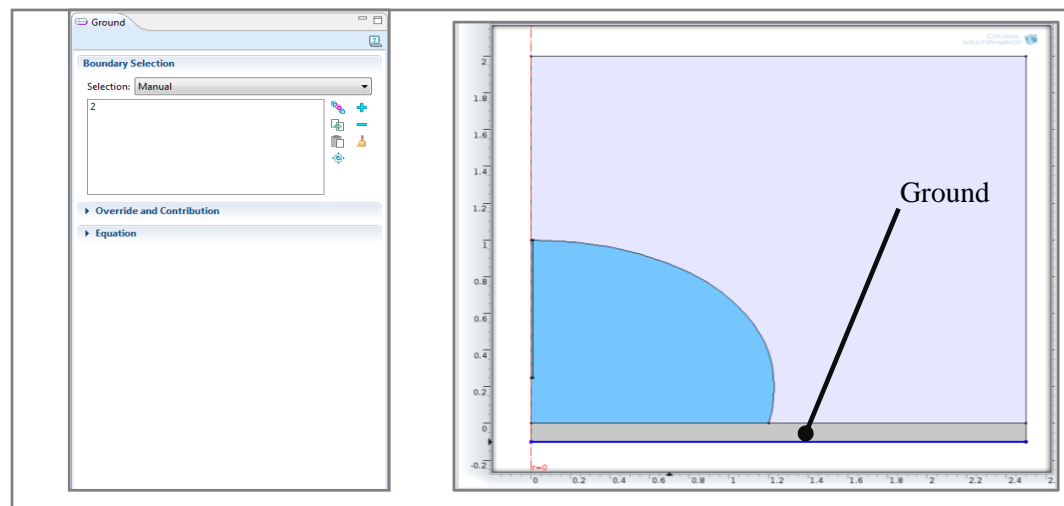 Ground
Boundary Selection
Selection: Manual
2
Override and Contribution
Equation
2
1.8
1.6
1.4
1.2
1
0.8
0.6
0.4
0.2
0
-0.2
Ground
r=0
0 0.2 0.4 0.6 0.8 1 1.2 1.4 1.6 1.8 2 2.2 2.4 2.